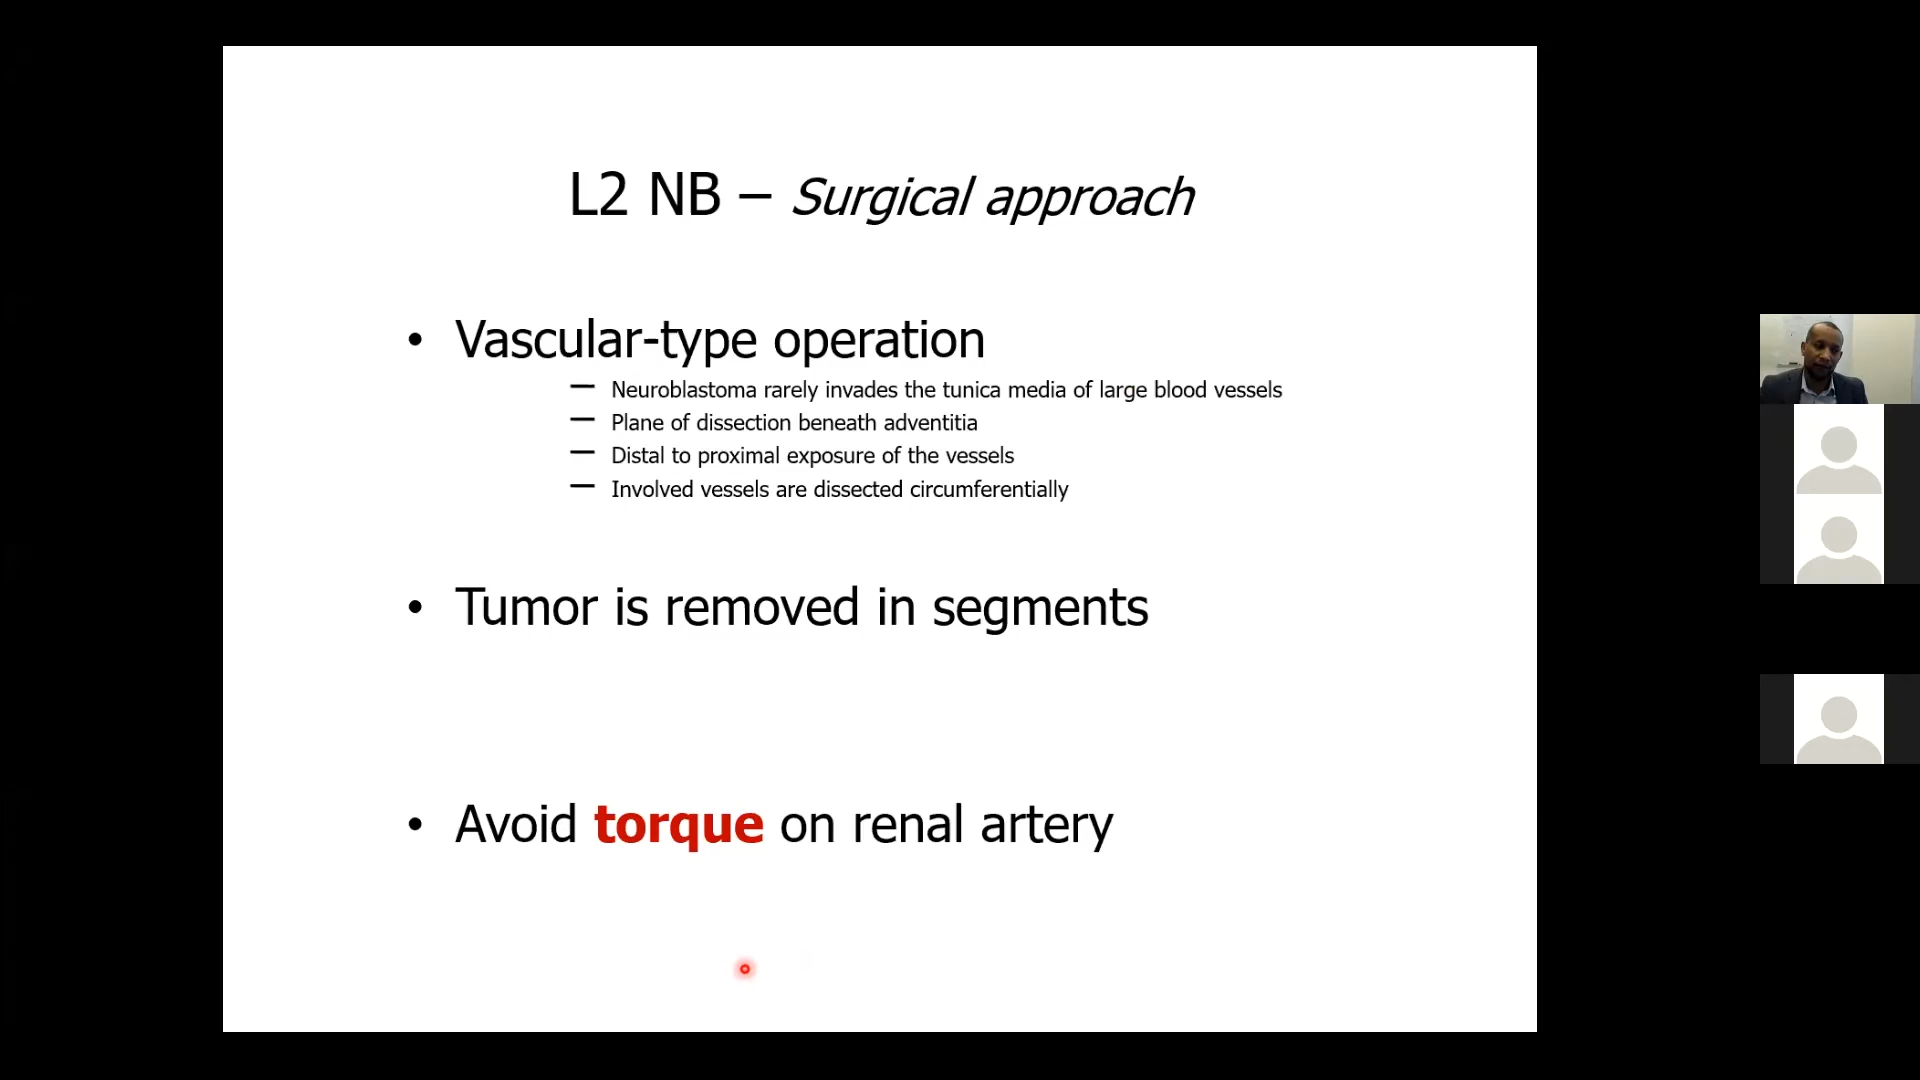 L2 NB – Surgical approach
• Vascular-type operation
– Neuroblastoma rarely invades the tunica media of large blood vessels
– Plane of dissection beneath adventitia
– Distal to proximal exposure of the vessels
– Involved vessels are dissected circumferentially
• Tumor is removed in segments
• Avoid torque on renal artery